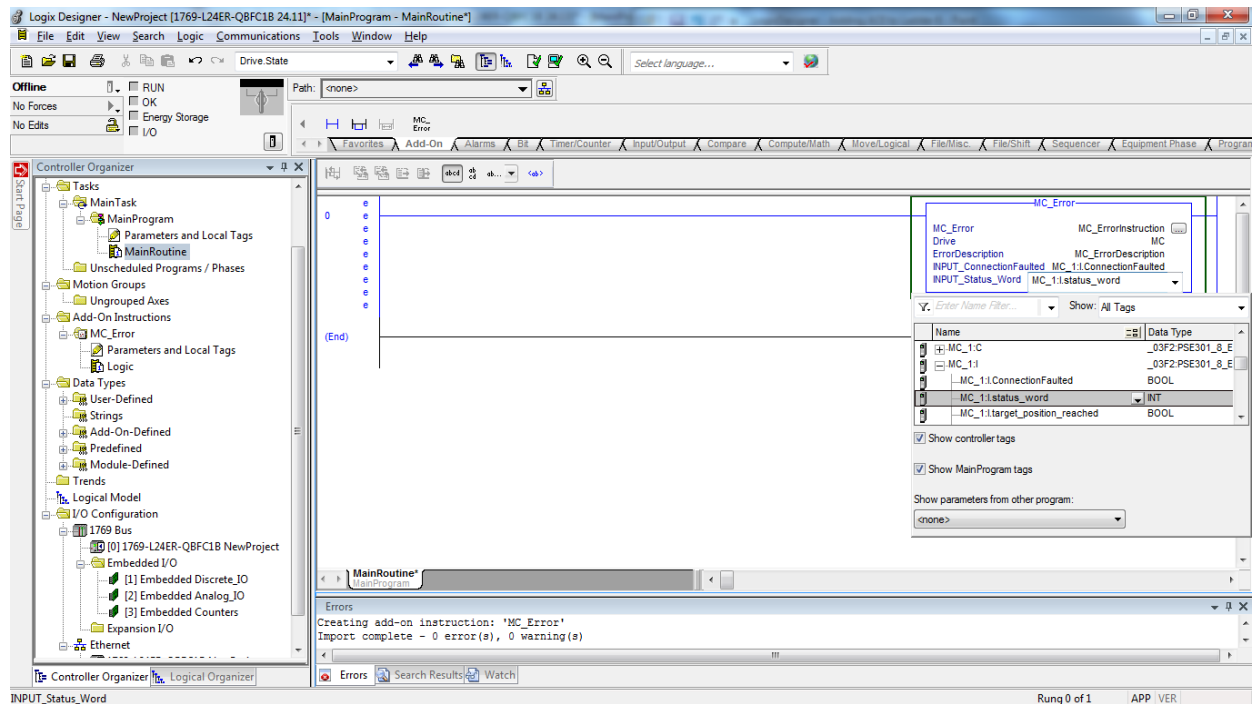 Logix Designer - NewProject [1769-L24ER-QBFC1B 24.11]* - [MainProgram - MainRoutine*]
File Edit View Search Logic Communications Tools Window Help
Drive.State
Select language...
Offline
RUN
Path: <none>
No Forces
OK
Energy Storage
No Edits
I/O
MC_
Error
Favorites Add-On Alarms Bit Timer/Counter Input/Output Compare Compute/Math Move/Logical File/Misc. File/Shift Sequencer Equipment Phase Program
Start Page
Controller Organizer
Tasks
MainTask
MainProgram
Parameters and Local Tags
MainRoutine
Unscheduled Programs / Phases
Motion Groups
Ungrouped Axes
Add-On Instructions
MC_Error
Parameters and Local Tags
Logic
Data Types
User-Defined
Strings
Add-On-Defined
Predefined
Module-Defined
Trends
Logical Model
I/O Configuration
1769 Bus
[0] 1769-L24ER-QBFC1B NewProject
Embedded I/O
[1] Embedded Discrete_IO
[2] Embedded Analog_IO
[3] Embedded Counters
Expansion I/O
Ethernet
Controller Organizer Logical Organizer
abcd ab cd ab... <ab>
e
0 e
e
e
e
e
e
e
e
(End)
MC_Error
MC_Error MC_ErrorInstruction ...
Drive MC
ErrorDescription MC_ErrorDescription
INPUT_ConnectionFaulted MC_1:I.ConnectionFaulted
INPUT_Status_Word MC_1:I.status_word
Enter Name Filter... Show: All Tags
Name Data Type
MC_1:C _03F2:PSE301_8_E
MC_1:I _03F2:PSE301_8_E
MC_1:I.ConnectionFaulted BOOL
MC_1:I.status_word INT
MC_1:I.target_position_reached BOOL
Show controller tags
Show MainProgram tags
Show parameters from other program:
<none>
MainRoutine*
MainProgram
Errors
Creating add-on instruction: 'MC_Error'
Import complete - 0 error(s), 0 warning(s)
Errors Search Results Watch
INPUT_Status_Word
Rung 0 of 1 APP VER